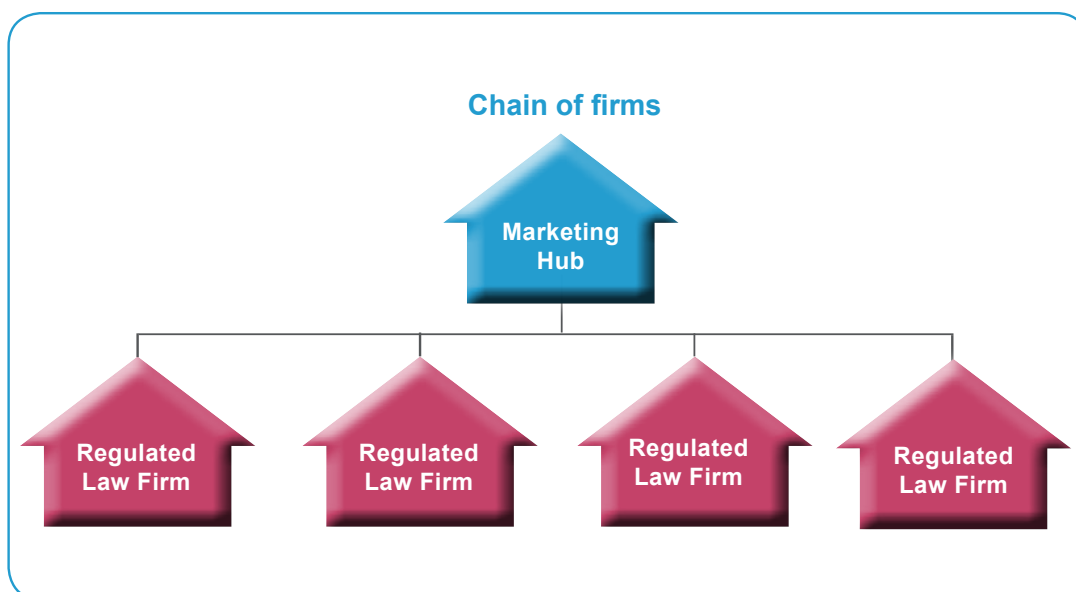 Chain of firms
Marketing
Hub
Regulated
Law Firm
Regulated
Law Firm
Regulated
Law Firm
Regulated
Law Firm